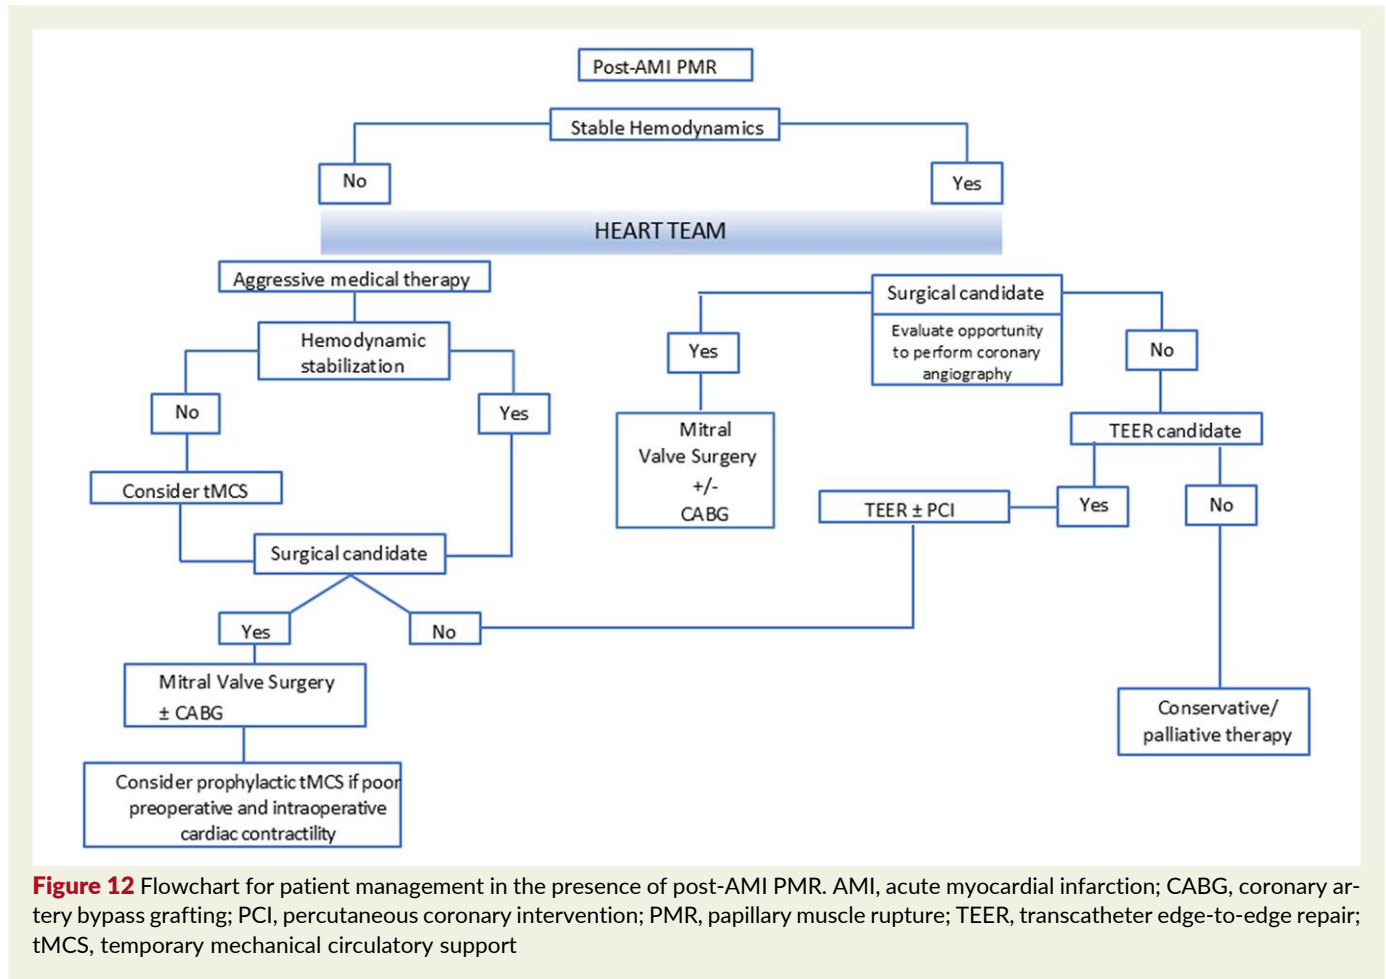 Post-AMI PMR
Stable Hemodynamics
No
Yes
HEART TEAM
Aggressive medical therapy
Hemodynamic
stabilization
No
Yes
Consider tMCS
Surgical candidate
Yes
No
Mitral Valve Surgery
± CABG
Consider prophylactic tMCS if poor
preoperative and intraoperative
cardiac contractility
Surgical candidate
Evaluate opportunity
to perform coronary
angiography
Yes
No
Mitral
Valve Surgery
+/-
CABG
TEER candidate
Yes
No
TEER ± PCI
Conservative/
palliative therapy
Figure 12 Flowchart for patient management in the presence of post-AMI PMR. AMI, acute myocardial infarction; CABG, coronary ar-
tery bypass grafting; PCI, percutaneous coronary intervention; PMR, papillary muscle rupture; TEER, transcatheter edge-to-edge repair;
tMCS, temporary mechanical circulatory support